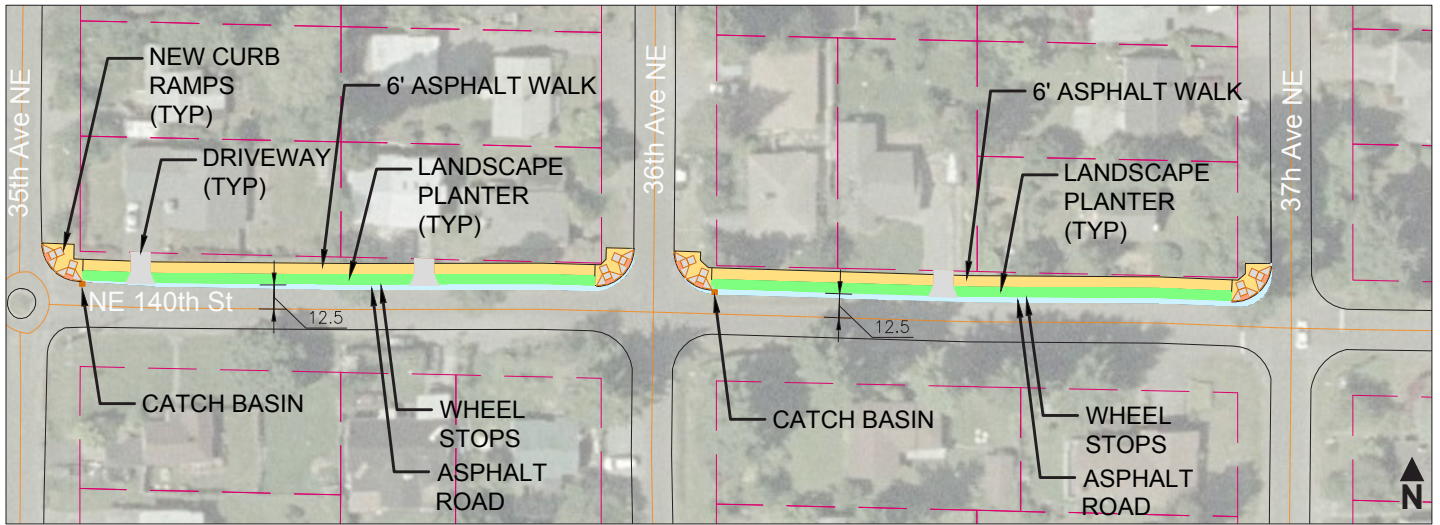 35th Ave NE
NEW CURB
RAMPS
(TYP)
6' ASPHALT WALK
DRIVEWAY
(TYP)
LANDSCAPE
PLANTER
(TYP)
NE 140th St
12.5
CATCH BASIN
WHEEL
STOPS
ASPHALT
ROAD
36th Ave NE
6' ASPHALT WALK
LANDSCAPE
PLANTER
(TYP)
12.5
CATCH BASIN
WHEEL
STOPS
ASPHALT
ROAD
37h Ave NE
N